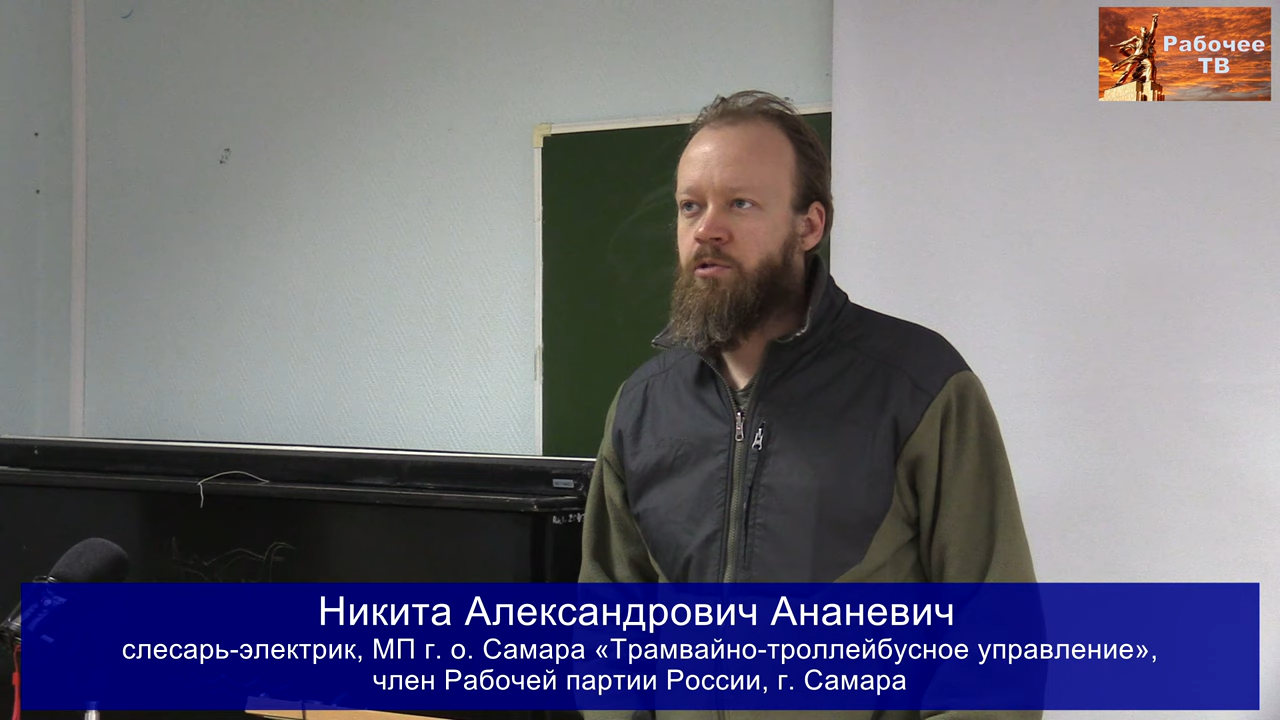 Рабочее
ТВ
Никита Александрович Ананевич
слесарь-электрик, МП г. о. Самара «Трамвайно-троллейбусное управление»,
член Рабочей партии России, г. Самара